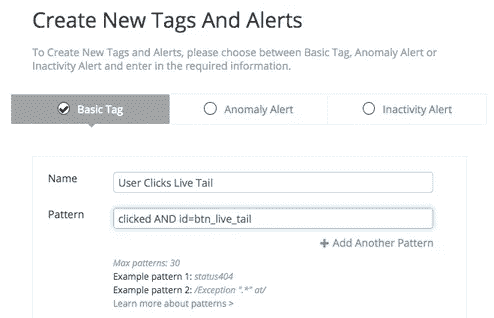 Create New Tags And Alerts
To Create New Tags and Alerts, please choose between Basic Tag, Anomaly Alert or
Inactivity Alert and enter in the required information.
Basic Tag
Anomaly Alert
Inactivity Alert
Name
User Clicks Live Tail
Pattern
clicked AND id=btn_live_tail
+ Add Another Pattern
Max patterns: 30
Example pattern 1: status404
Example pattern 2: /Exception ".*" at/
Learn more about patterns >